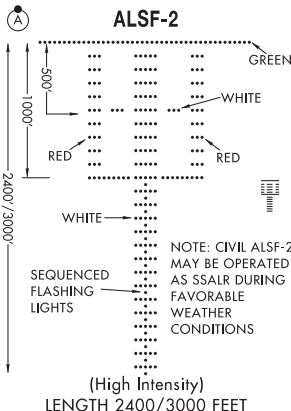 A
ALSF-2
GREEN
500'
WHITE
1000'
RED
RED
2400'/3000'
WHITE
NOTE: CIVIL ALSF-2
MAY BE OPERATED
AS SSALR DURING
FAVORABLE
WEATHER
CONDITIONS
SEQUENCED
FLASHING
LIGHTS
(High Intensity)
LENGTH 2400/3000 FEET